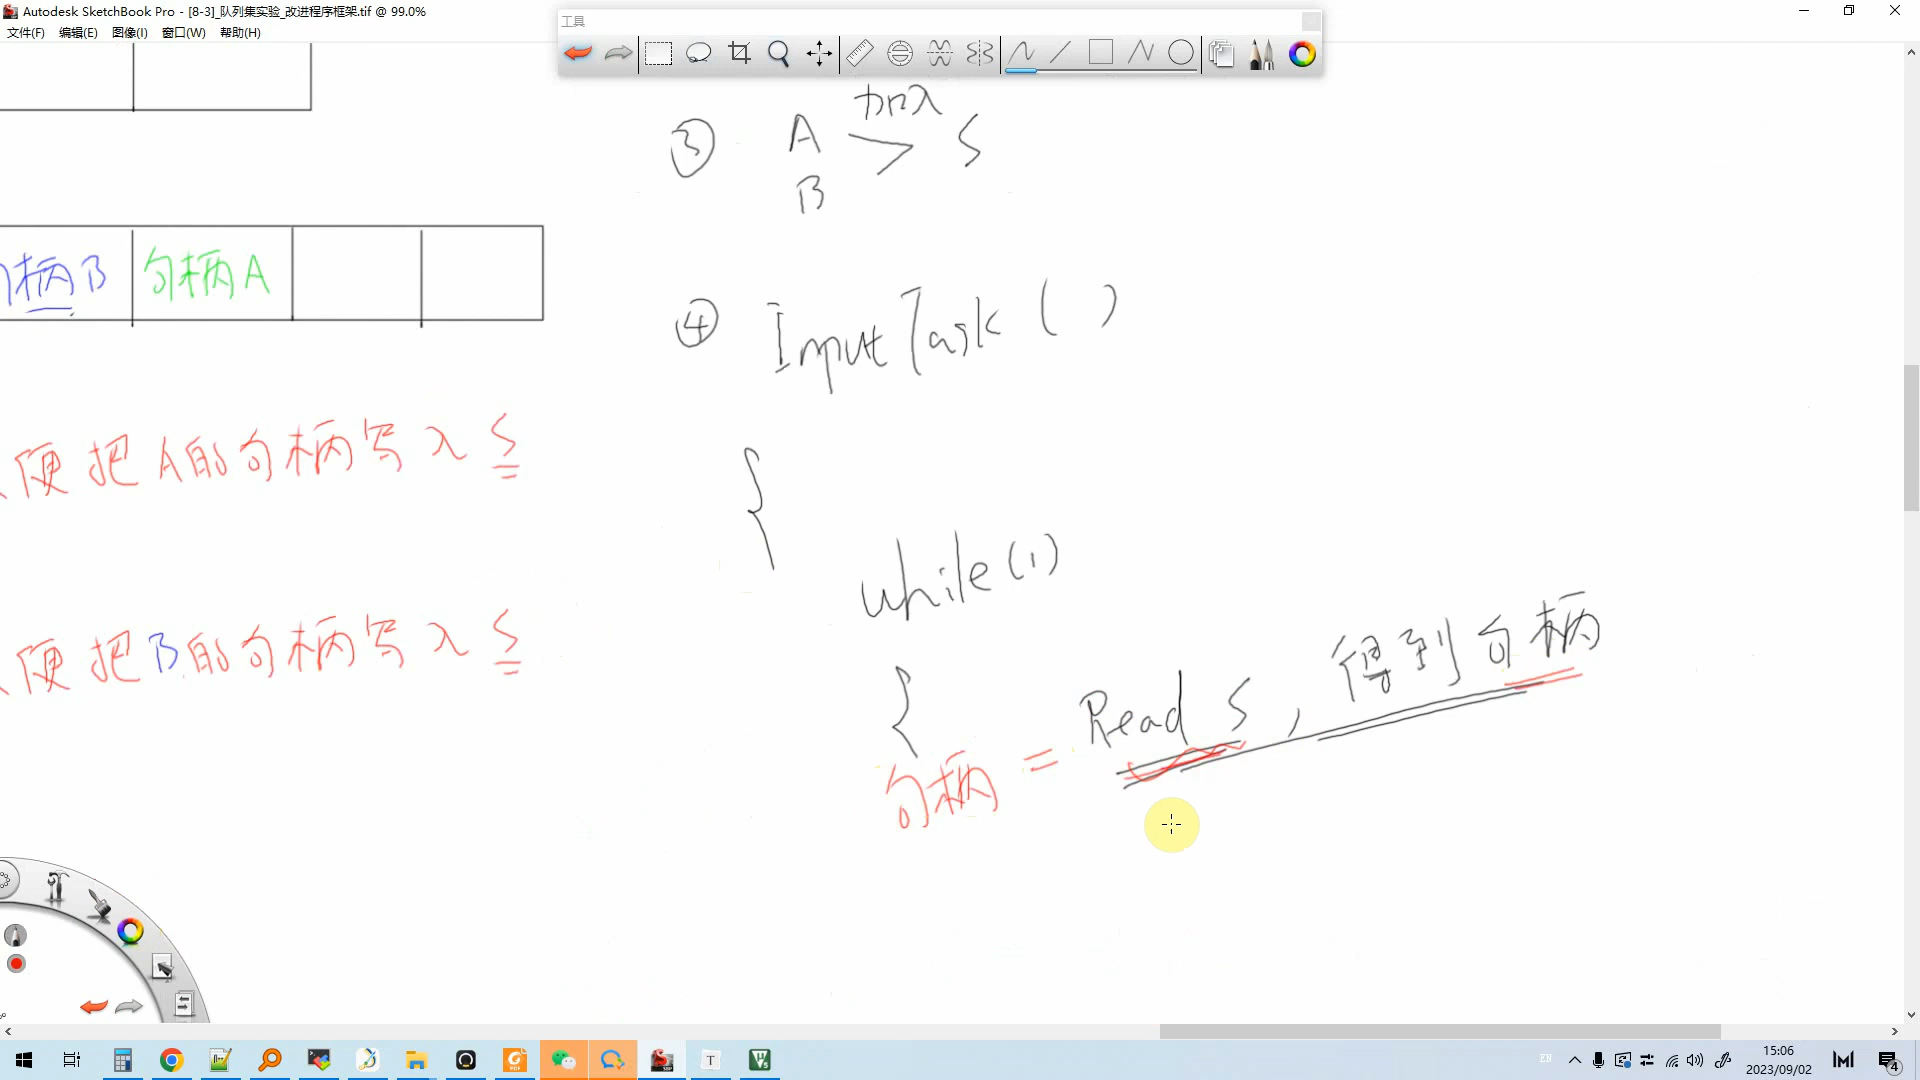 Autodesk SketchBook Pro - [8-3]_队列集实验_改进程序框架.tif @ 99.0%
文件(F) 编辑(E) 图像(I) 窗口(W) 帮助(H)
工具
加入
③ A S
B
柄B 句柄A
④ InputTask ( )
便把A的句柄写入S
{
while(1)
便把B的句柄写入S
{
Read S, 得到句柄
句柄 =
EN
15:06
2023/09/02
4